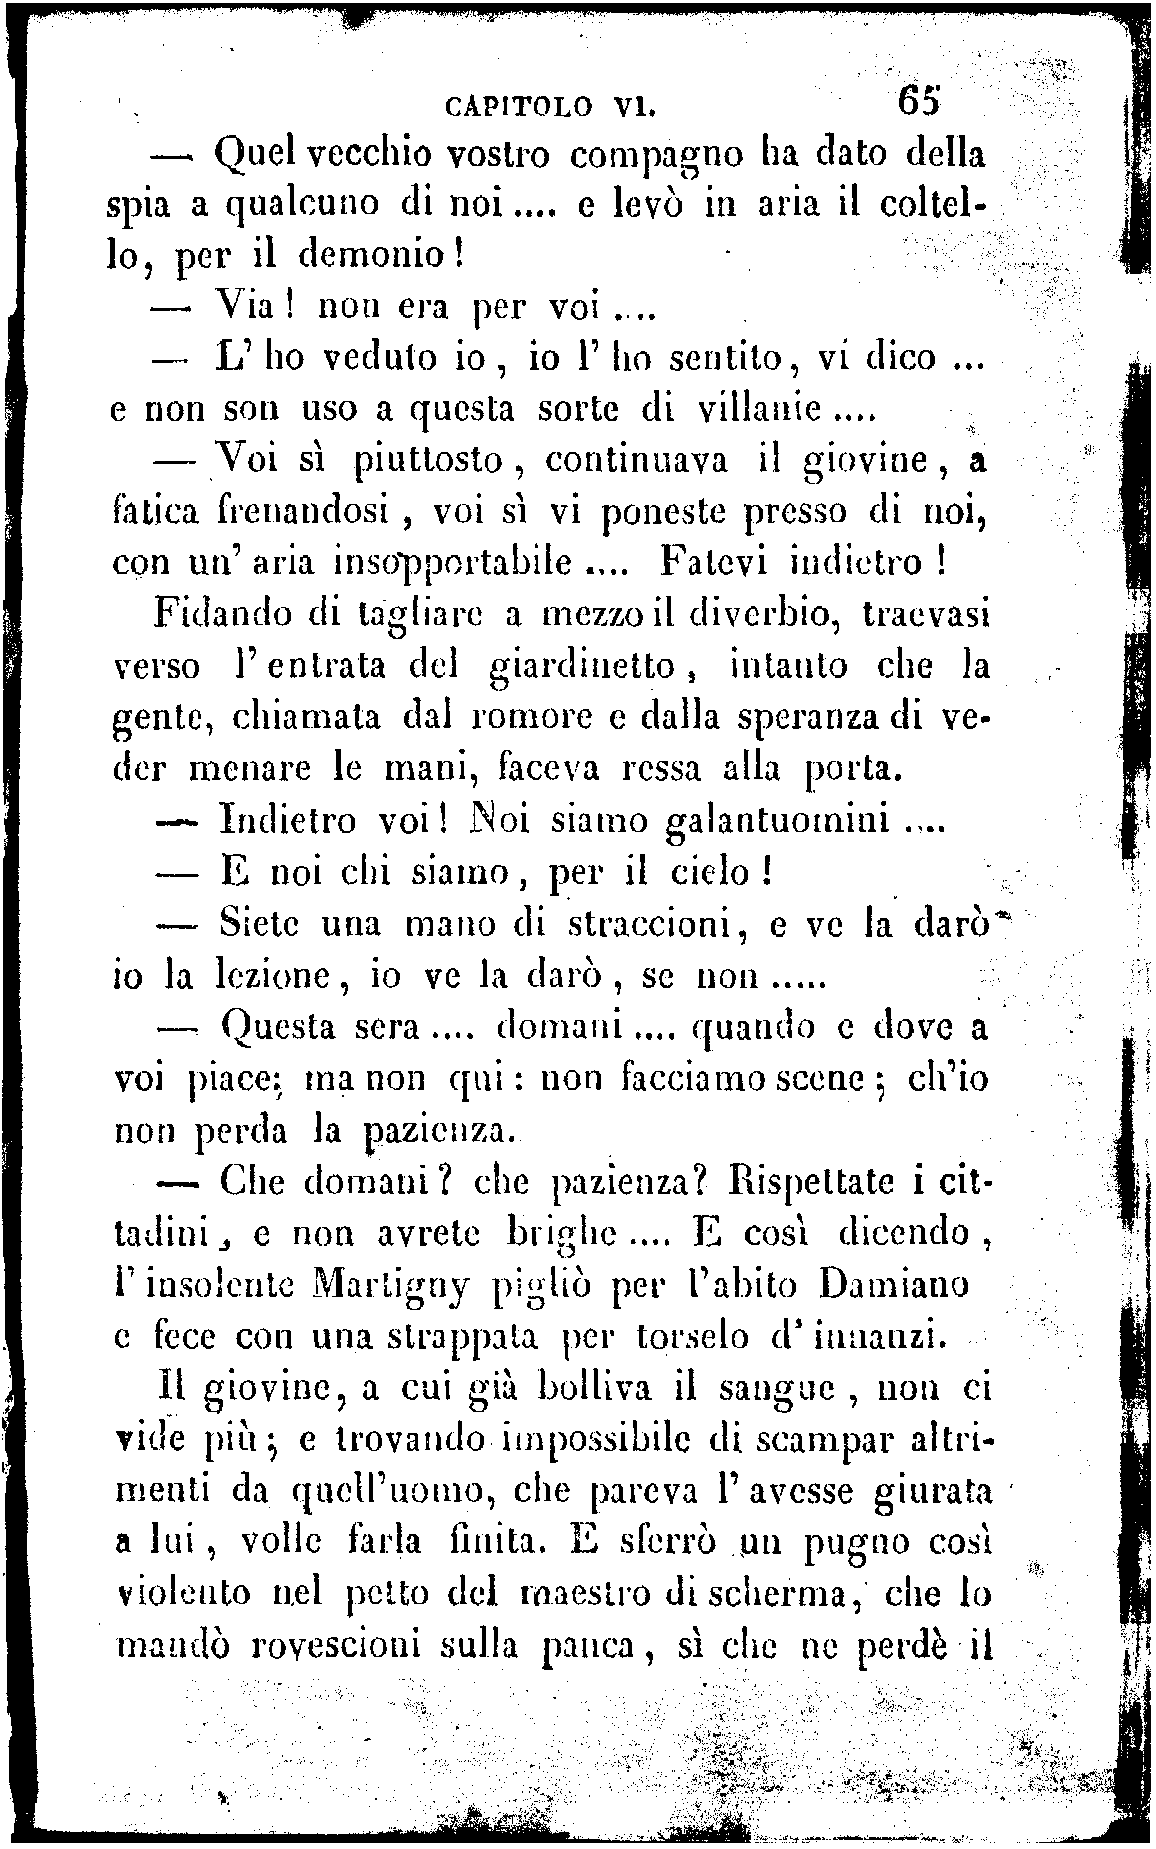 CAPITOLO VI. 65
— Quel vecchio vostro compagno ha dato della
spia a qualcuno di noi .... e levò in aria il coltel-
lo, per il demonio!
— Via! non era per voi ....
— L' ho veduto io, io l' ho sentito, vi dico ...
e non son uso a questa sorte di villanie ....
— Voi sì piuttosto, continuava il giovine, a
fatica frenandosi, voi sì vi poneste presso di noi,
con un' aria insopportabile .... Fatevi indietro!
Fidando di tagliare a mezzo il diverbio, traevasi
verso l' entrata del giardinetto, intanto che la
gente, chiamata dal romore e dalla speranza di ve-
der menare le mani, faceva ressa alla porta.
— Indietro voi! Noi siamo galantuomini ....
— E noi chi siamo, per il cielo!
— Siete una mano di straccioni, e ve la darò
io la lezione, io ve la darò, se non .....
— Questa sera .... domani .... quando e dove a
voi piace; ma non qui: non facciamo scene; ch'io
non perda la pazienza.
— Che domani? che pazienza? Rispettate i cit-
tadini, e non avrete brighe .... E così dicendo,
l' insolente Martigny pigliò per l'abito Damiano
e fece con una strappata per torselo d' innanzi.
Il giovine, a cui già bolliva il sangue, non ci
vide più; e trovando impossibile di scampar altri-
menti da quell'uomo, che pareva l' avesse giurata
a lui, volle farla finita. E sferrò un pugno così
violento nel petto del maestro di scherma, che lo
mandò rovescioni sulla panca, sì che ne perdè il